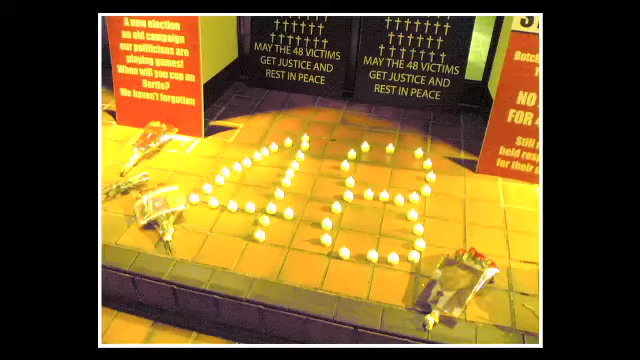 A new election
an old campaign
our politicians are
playing games!
When will you cop on
Bertie?
We haven't forgotten
MAY THE 48 VICTIMS
GET JUSTICE AND
REST IN PEACE
MAY THE 48 VICTIMS
GET JUSTICE AND
REST IN PEACE
48
NO
FOR
Still
held
for their